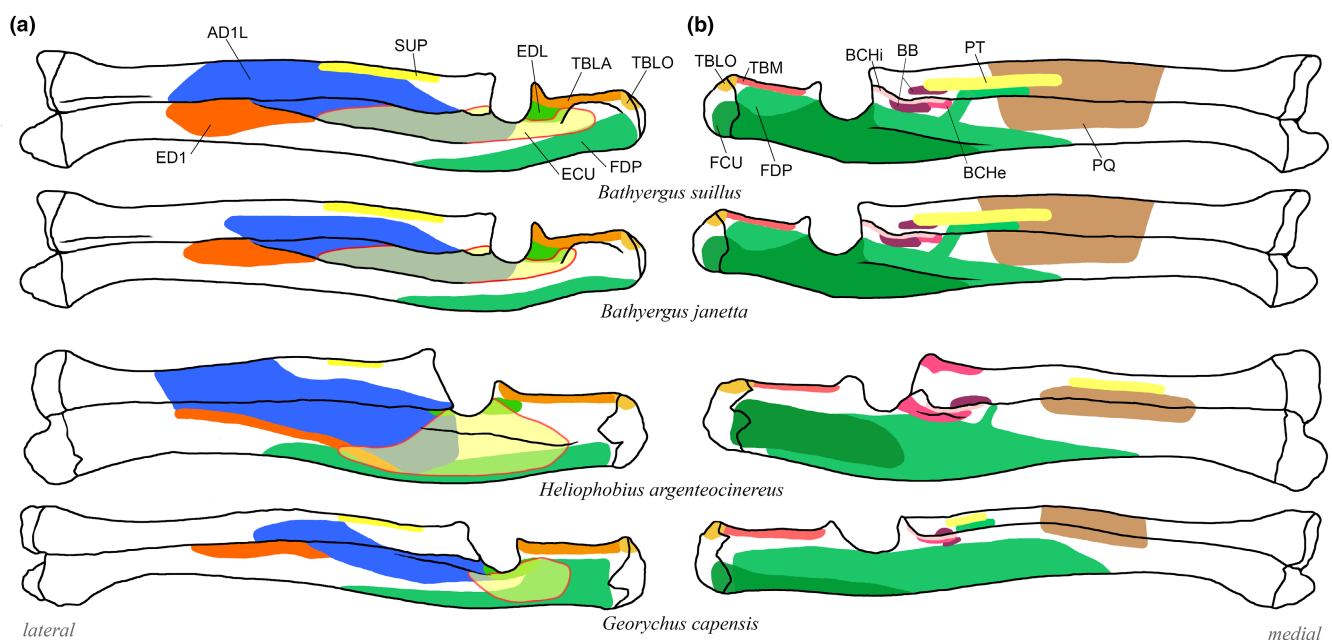 (a)
(b)
AD1L
SUP
EDL
TBLA
TBLO
ED1
ECU
FDP
TBLO
TBM
BCHi
BB
PT
FCU
FDP
BCHe
PQ
Bathyergus suillus
Bathyergus janetta
Heliophobius argenteocinereus
Georychus capensis
lateral
medial